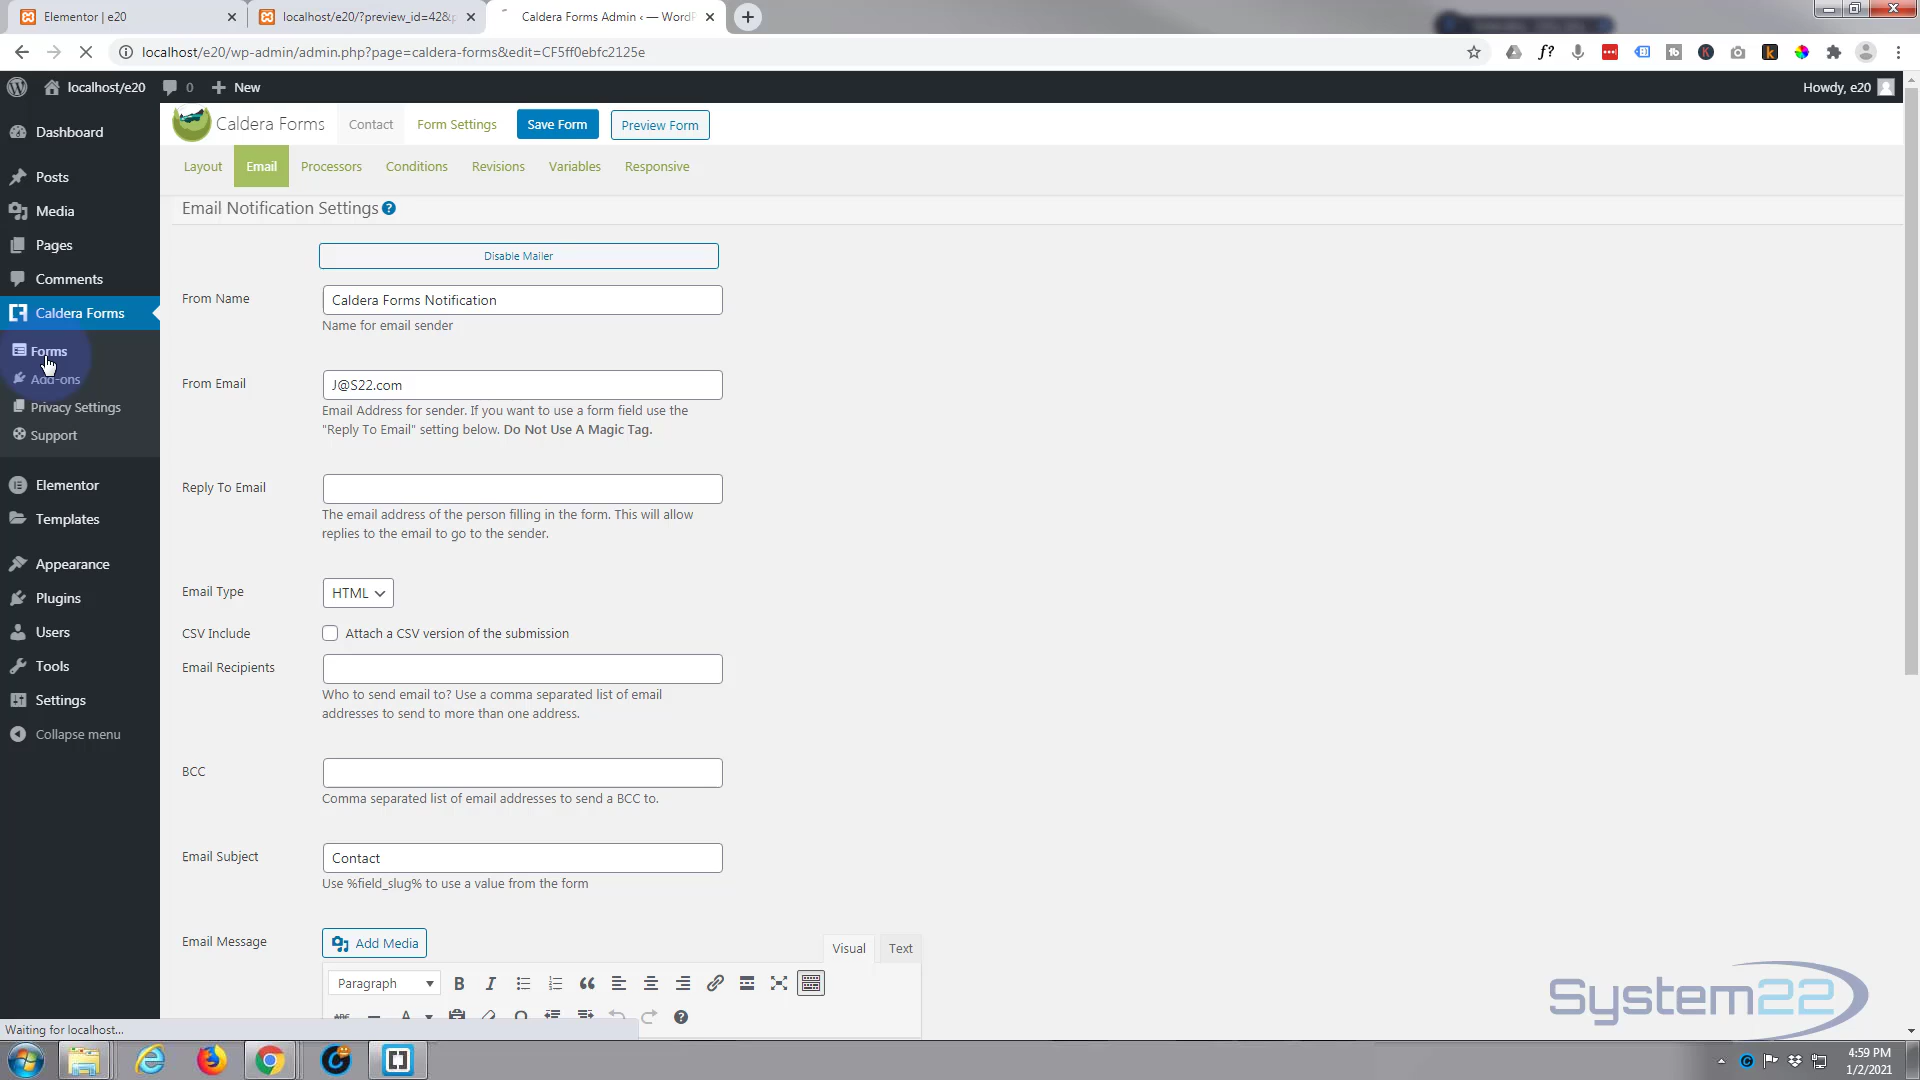 Elementor | e20
localhost/e20/?preview_id=42&
Caldera Forms Admin ‹ — WordP
localhost/e20/wp-admin/admin.php?page=caldera-forms&edit=CF5ff0ebfc2125e
localhost/e20
0
New
Howdy, e20
Dashboard
Posts
Media
Pages
Comments
Caldera Forms
Forms
Add-ons
Privacy Settings
Support
Elementor
Templates
Appearance
Plugins
Users
Tools
Settings
Collapse menu
Caldera Forms
Contact
Form Settings
Save Form
Preview Form
Layout
Email
Processors
Conditions
Revisions
Variables
Responsive
Email Notification Settings
Disable Mailer
From Name
Caldera Forms Notification
Name for email sender
From Email
J@S22.com
Email Address for sender. If you want to use a form field use the
"Reply To Email" setting below. Do Not Use A Magic Tag.
Reply To Email
The email address of the person filling in the form. This will allow
replies to the email to go to the sender.
Email Type
HTML
CSV Include
Attach a CSV version of the submission
Email Recipients
Who to send email to? Use a comma separated list of email
addresses to send to more than one address.
BCC
Comma separated list of email addresses to send a BCC to.
Email Subject
Contact
Use %field_slug% to use a value from the form
Email Message
Add Media
Visual
Text
Paragraph
System22
Waiting for localhost...
4:59 PM
1/2/2021